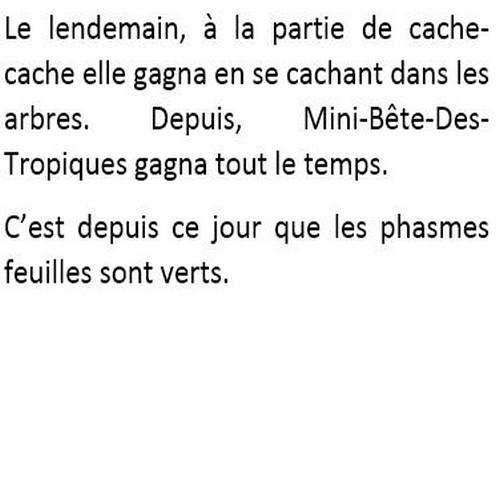 Le lendemain, à la partie de cache-
cache elle gagna en se cachant dans les
arbres. Depuis, Mini-Bête-Des-
Tropiques gagna tout le temps.
C’est depuis ce jour que les phasmes
feuilles sont verts.